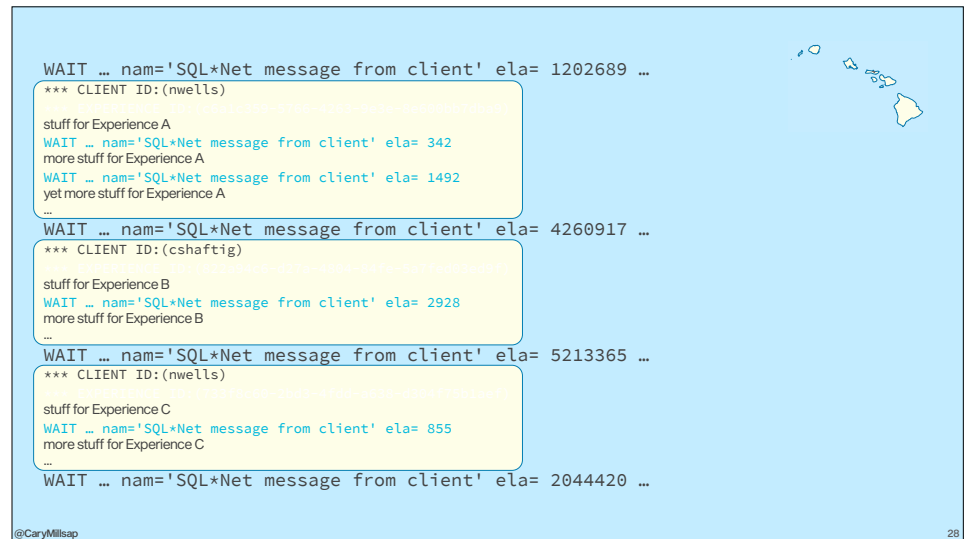 WAIT … nam='SQL*Net message from client' ela= 1202689 …
*** CLIENT ID:(nwells)
stuff for Experience A
WAIT … nam='SQL*Net message from client' ela= 342
more stuff for Experience A
WAIT … nam='SQL*Net message from client' ela= 1492
yet more stuff for Experience A
…
WAIT … nam='SQL*Net message from client' ela= 4260917 …
*** CLIENT ID:(cshaftig)
stuff for Experience B
WAIT … nam='SQL*Net message from client' ela= 2928
more stuff for Experience B
…
WAIT … nam='SQL*Net message from client' ela= 5213365 …
*** CLIENT ID:(nwells)
stuff for Experience C
WAIT … nam='SQL*Net message from client' ela= 855
more stuff for Experience C
…
WAIT … nam='SQL*Net message from client' ela= 2044420 …
@CaryMillsap
28